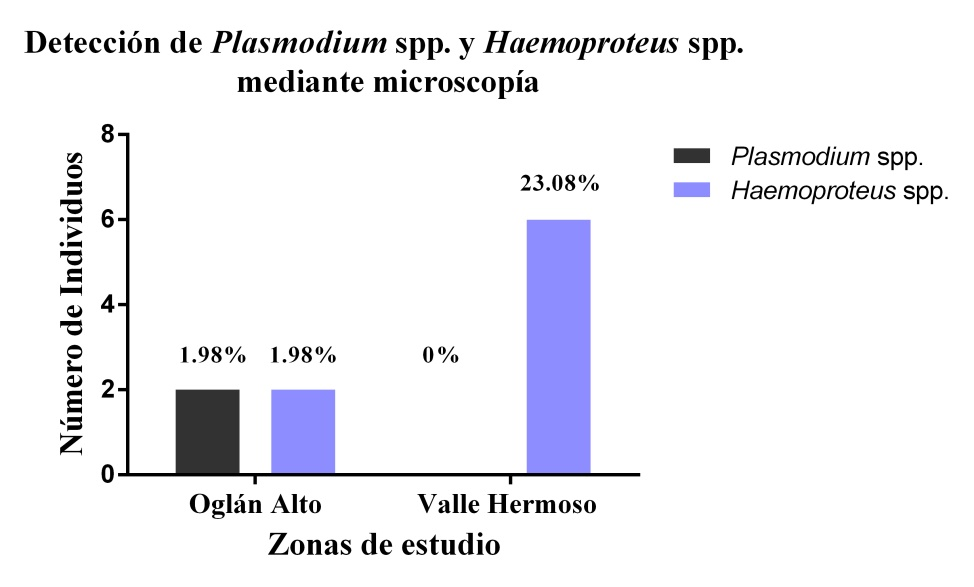 Detección de Plasmodium spp. y Haemoproteus spp.
mediante microscopía
Plasmodium spp.
Haemoproteus spp.
Número de Individuos
8
6
4
2
0
1.98%
1.98%
0%
23.08%
Oglán Alto
Valle Hermoso
Zonas de estudio